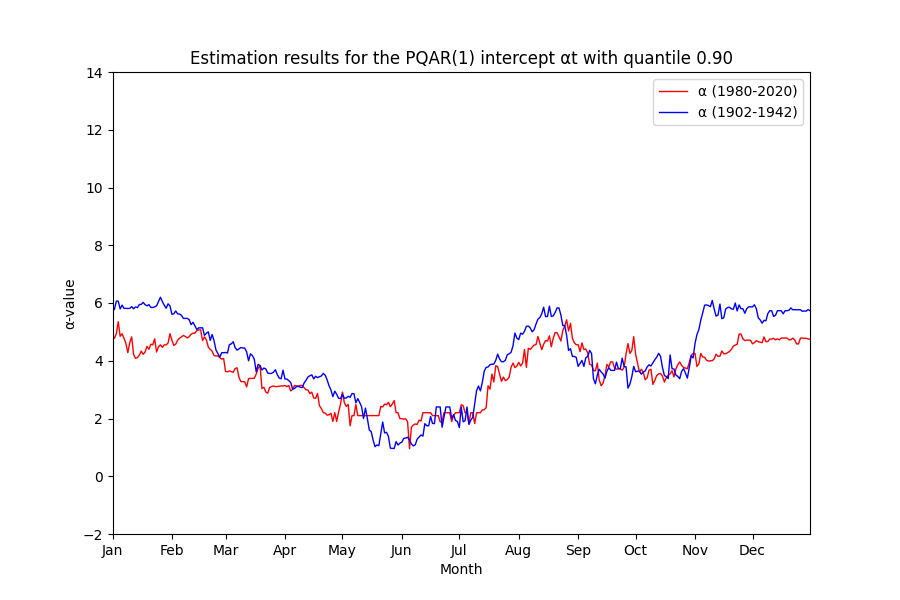 Estimation results for the PQAR(1) intercept αt with quantile 0.90
α (1980-2020)
α (1902-1942)
14
12
10
8
6
4
2
0
−2
α-value
Jan Feb Mar Apr May Jun Jul Aug Sep Oct Nov Dec
Month